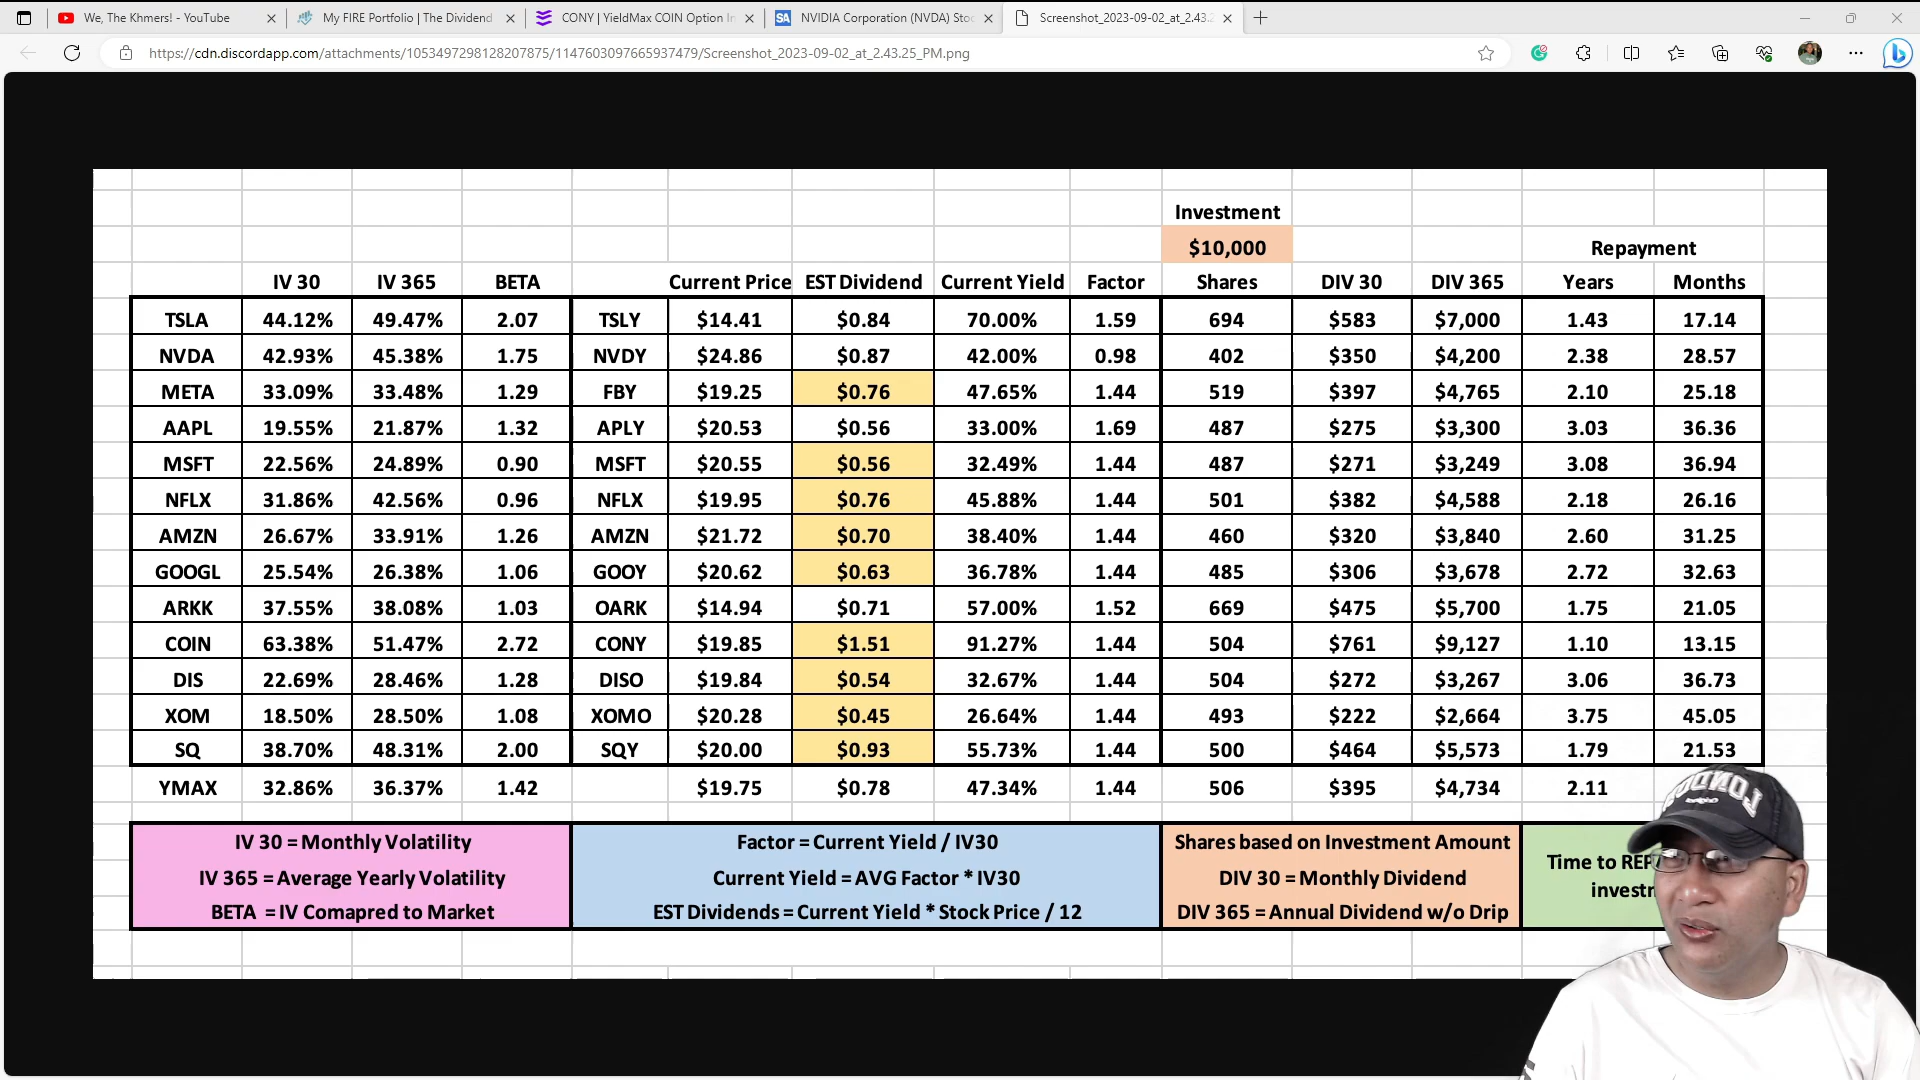 We, The Khmers! - YouTube
My FIRE Portfolio | The Dividend
CONY | YieldMax COIN Option In
SA NVIDIA Corporation (NVDA) Sto
Screenshot_2023-09-02_at_2.43.2
https://cdn.discordapp.com/attachments/1053497298128207875/1147603097665937479/Screenshot_2023-09-02_at_2.43.25_PM.png
Investment
$10,000 Repayment
IV 30 IV 365 BETA Current Price EST Dividend Current Yield Factor Shares DIV 30 DIV 365 Years Months
TSLA 44.12% 49.47% 2.07 TSLY $14.41 $0.84 70.00% 1.59 694 $583 $7,000 1.43 17.14
NVDA 42.93% 45.38% 1.75 NVDY $24.86 $0.87 42.00% 0.98 402 $350 $4,200 2.38 28.57
META 33.09% 33.48% 1.29 FBY $19.25 $0.76 47.65% 1.44 519 $397 $4,765 2.10 25.18
AAPL 19.55% 21.87% 1.32 APLY $20.53 $0.56 33.00% 1.69 487 $275 $3,300 3.03 36.36
MSFT 22.56% 24.89% 0.90 MSFT $20.55 $0.56 32.49% 1.44 487 $271 $3,249 3.08 36.94
NFLX 31.86% 42.56% 0.96 NFLX $19.95 $0.76 45.88% 1.44 501 $382 $4,588 2.18 26.16
AMZN 26.67% 33.91% 1.26 AMZN $21.72 $0.70 38.40% 1.44 460 $320 $3,840 2.60 31.25
GOOGL 25.54% 26.38% 1.06 GOOY $20.62 $0.63 36.78% 1.44 485 $306 $3,678 2.72 32.63
ARKK 37.55% 38.08% 1.03 OARK $14.94 $0.71 57.00% 1.52 669 $475 $5,700 1.75 21.05
COIN 63.38% 51.47% 2.72 CONY $19.85 $1.51 91.27% 1.44 504 $761 $9,127 1.10 13.15
DIS 22.69% 28.46% 1.28 DISO $19.84 $0.54 32.67% 1.44 504 $272 $3,267 3.06 36.73
XOM 18.50% 28.50% 1.08 XOMO $20.28 $0.45 26.64% 1.44 493 $222 $2,664 3.75 45.05
SQ 38.70% 48.31% 2.00 SQY $20.00 $0.93 55.73% 1.44 500 $464 $5,573 1.79 21.53
YMAX 32.86% 36.37% 1.42 $19.75 $0.78 47.34% 1.44 506 $395 $4,734 2.11
IV 30 = Monthly Volatility
IV 365 = Average Yearly Volatility
BETA = IV Comapred to Market
Factor = Current Yield / IV30
Current Yield = AVG Factor * IV30
EST Dividends = Current Yield * Stock Price / 12
Shares based on Investment Amount
DIV 30 = Monthly Dividend
DIV 365 = Annual Dividend w/o Drip
Time to REP
invest